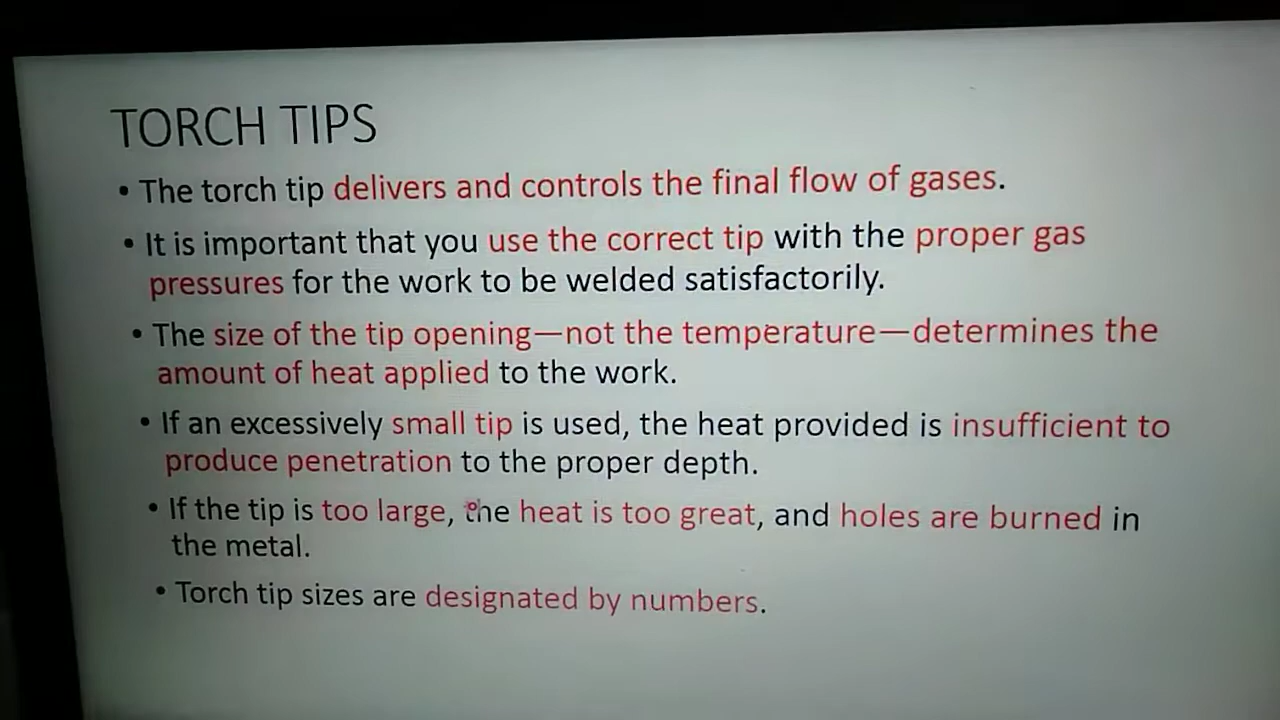 TORCH TIPS
• The torch tip delivers and controls the final flow of gases.
• It is important that you use the correct tip with the proper gas
pressures for the work to be welded satisfactorily.
• The size of the tip opening—not the temperature—determines the
amount of heat applied to the work.
• If an excessively small tip is used, the heat provided is insufficient to
produce penetration to the proper depth.
• If the tip is too large, the heat is too great, and holes are burned in
the metal.
• Torch tip sizes are designated by numbers.